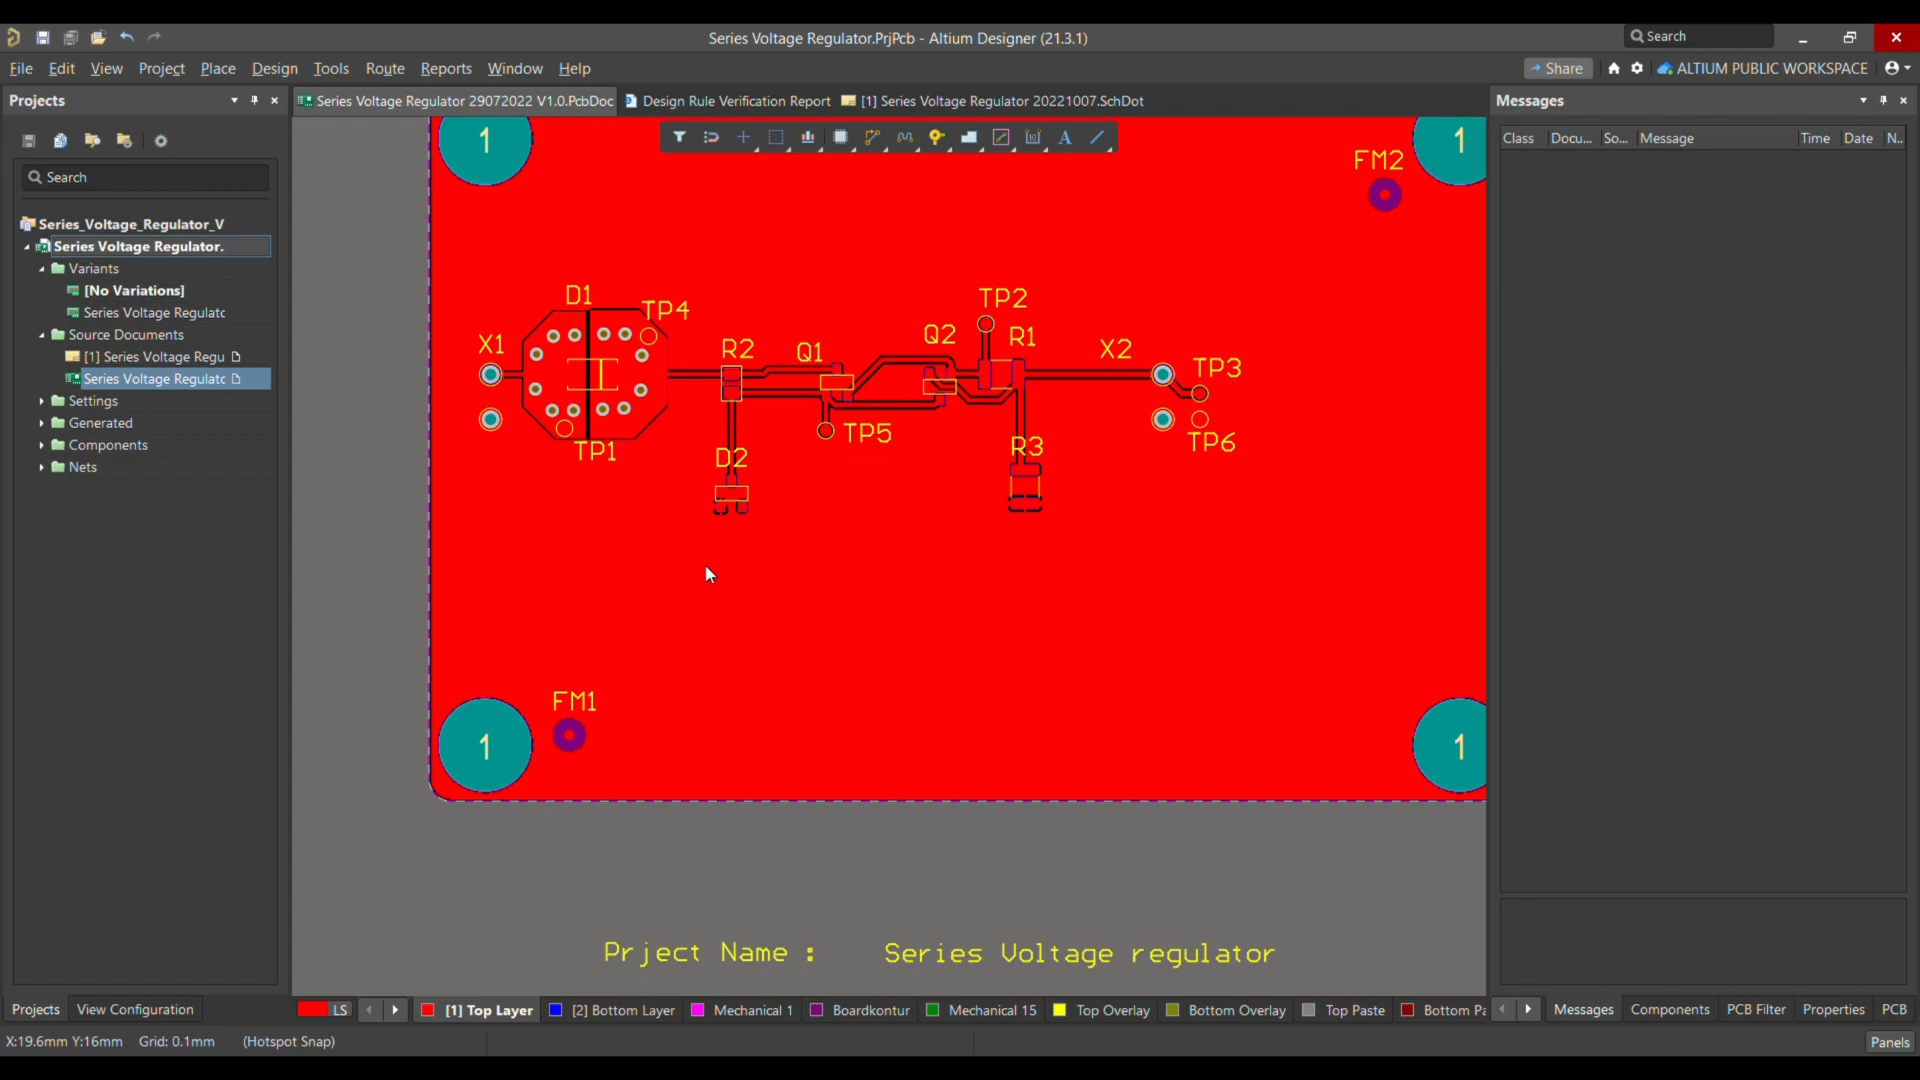 Series Voltage Regulator.PrjPcb - Altium Designer (21.3.1)
Search
File Edit View Project Place Design Tools Route Reports Window Help
Share
ALTIUM PUBLIC WORKSPACE
Projects
Series Voltage Regulator 29072022 V1.0.PcbDoc
Design Rule Verification Report
[1] Series Voltage Regulator 20221007.SchDot
Messages
Class Docu... So... Message Time Date N..
Search
Series_Voltage_Regulator_V
Series Voltage Regulator.
Variants
[No Variations]
Series Voltage Regulatc
Source Documents
[1] Series Voltage Regu
Series Voltage Regulatc
Settings
Generated
Components
Nets
1
1
FM2
D1
TP4
TP2
X1
R2
Q1
Q2
R1
X2
TP3
TP5
TP6
TP1
D2
R3
FM1
1
1
Prject Name : Series Voltage regulator
Projects
View Configuration
LS
[1] Top Layer
[2] Bottom Layer
Mechanical 1
Boardkontur
Mechanical 15
Top Overlay
Bottom Overlay
Top Paste
Bottom Pa
Messages
Components
PCB Filter
Properties
PCB
X:19.6mm Y:16mm Grid: 0.1mm (Hotspot Snap)
Panels